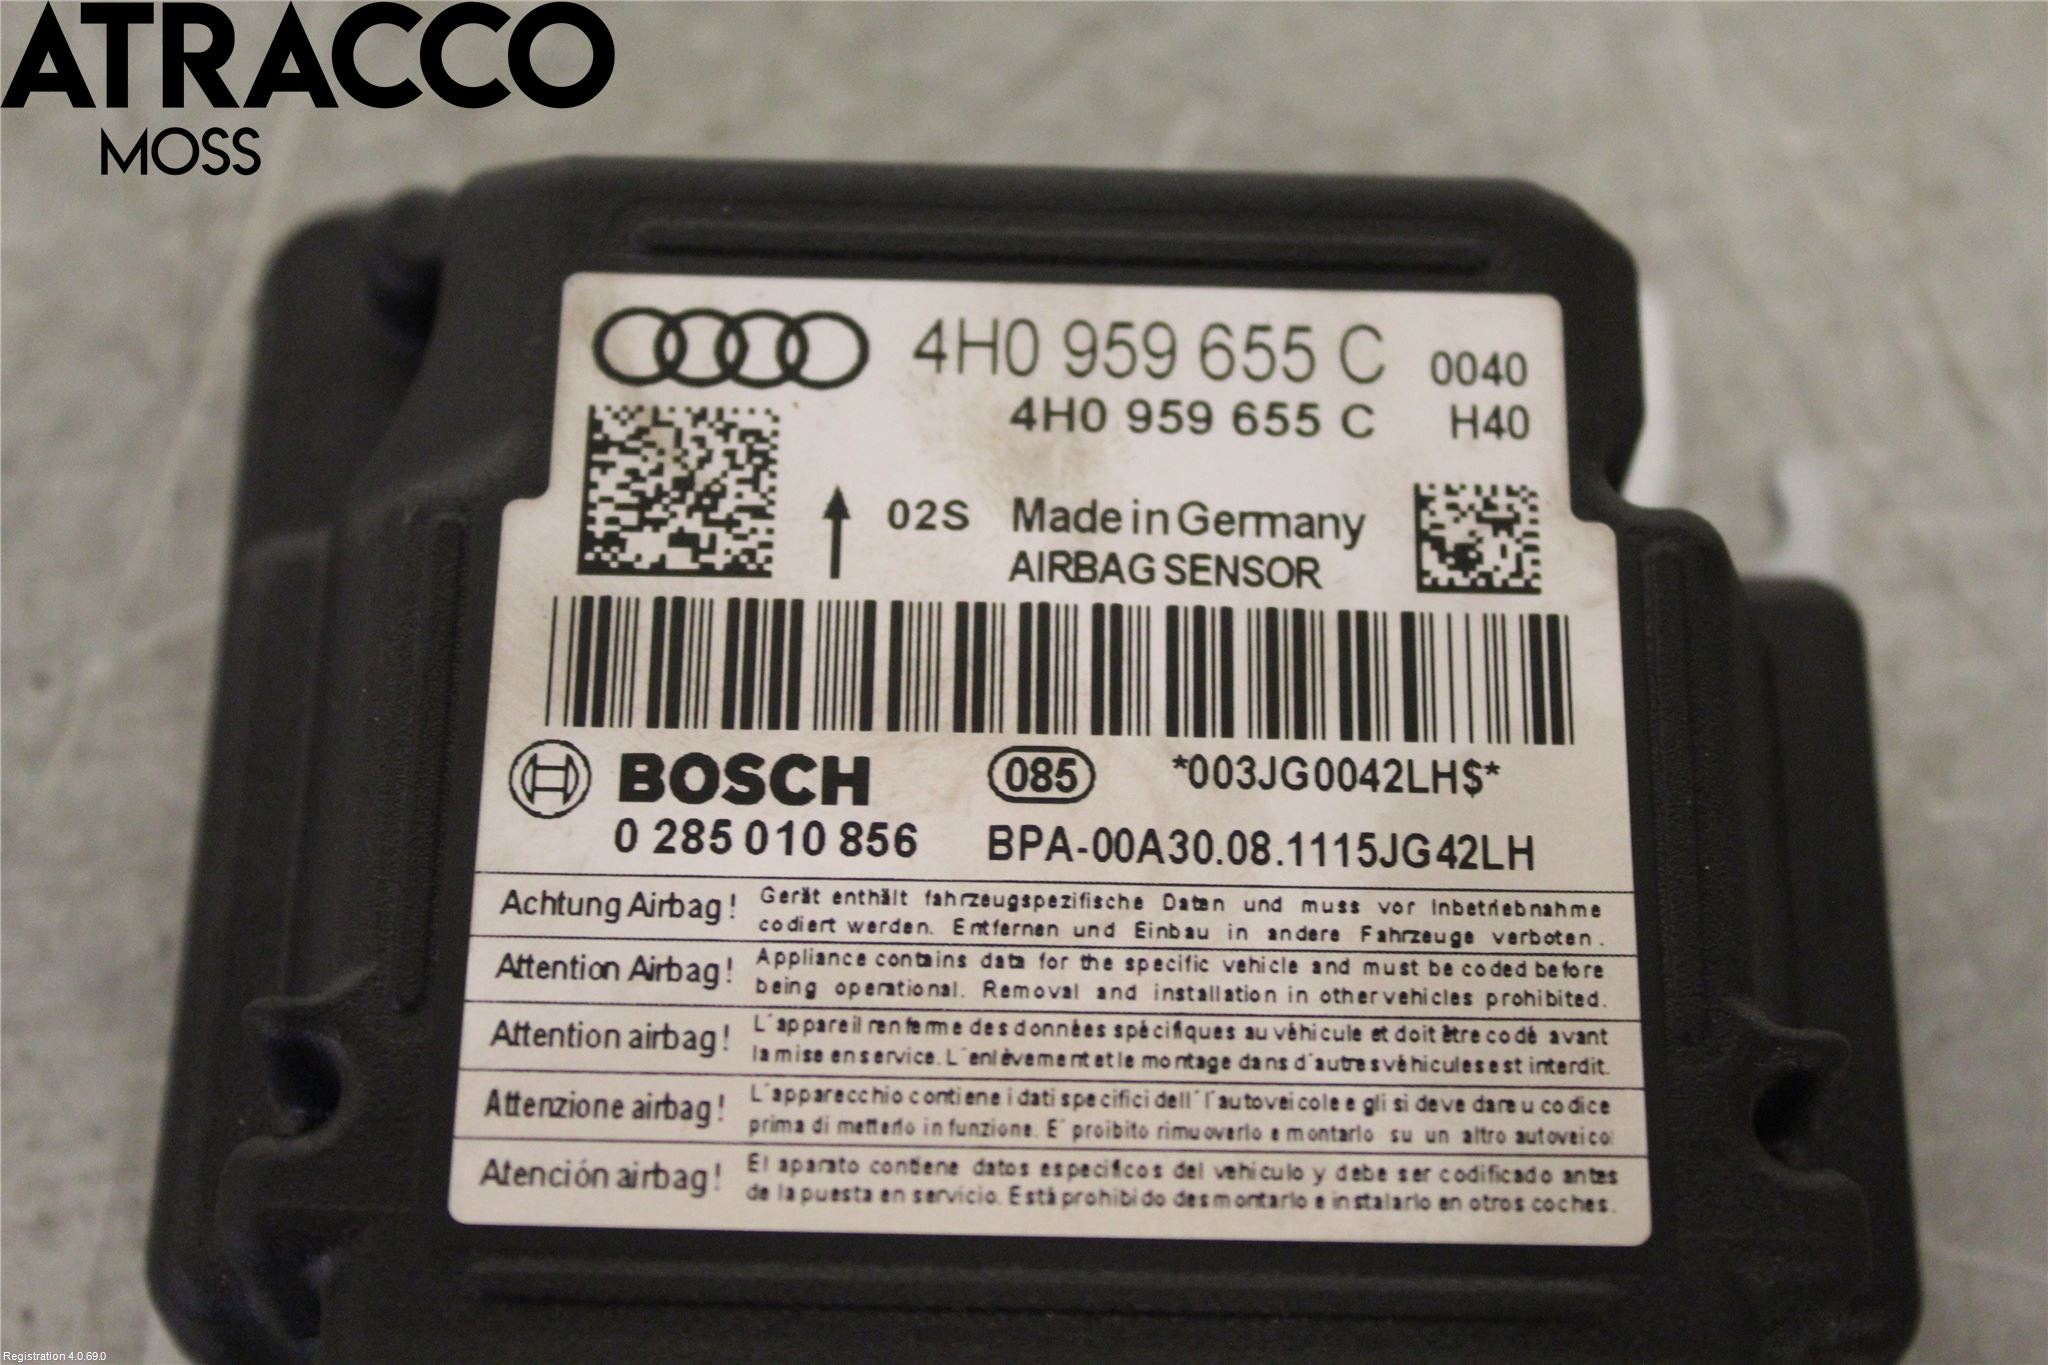 ATRACCO
MOSS
4H0 959 655 C 0040
4H0 959 655 C H40
02S Made in Germany
AIRBAG SENSOR
BOSCH 085 *003JG0042LH$*
0 285 010 856 BPA-00A30.08.1115JG42LH
Achtung Airbag! Gerät enthält fahrzeugspezifische Daten und muss vor Inbetriebnahme
codiert werden. Entfernen und Einbau in andere Fahrzeuge verboten.
Attention Airbag! Appliance contains data for the specific vehicle and must be coded before
being operational. Removal and installation in other vehicles prohibited.
Attention airbag! L´appareil renferme des données spécifiques au véhicule et doit être codé avant
la mise en service. L´enlèvement et le montage dans d´autres véhicules est interdit.
Attenzione airbag! L´apparecchio contiene i dati specifici dell´l´autoveicolo e gli si deve dare u codice
prima di metterlo in funzione. E´ proibito rimuoverlo e montarlo su un altro autoveico
Atención airbag! El aparato contiene datos especificos del vehiculo y debe ser codificado antes
de la puesta en servicio. Está prohibido desmontarlo e instalarlo en otros coches.
Registration 4.0.69.0